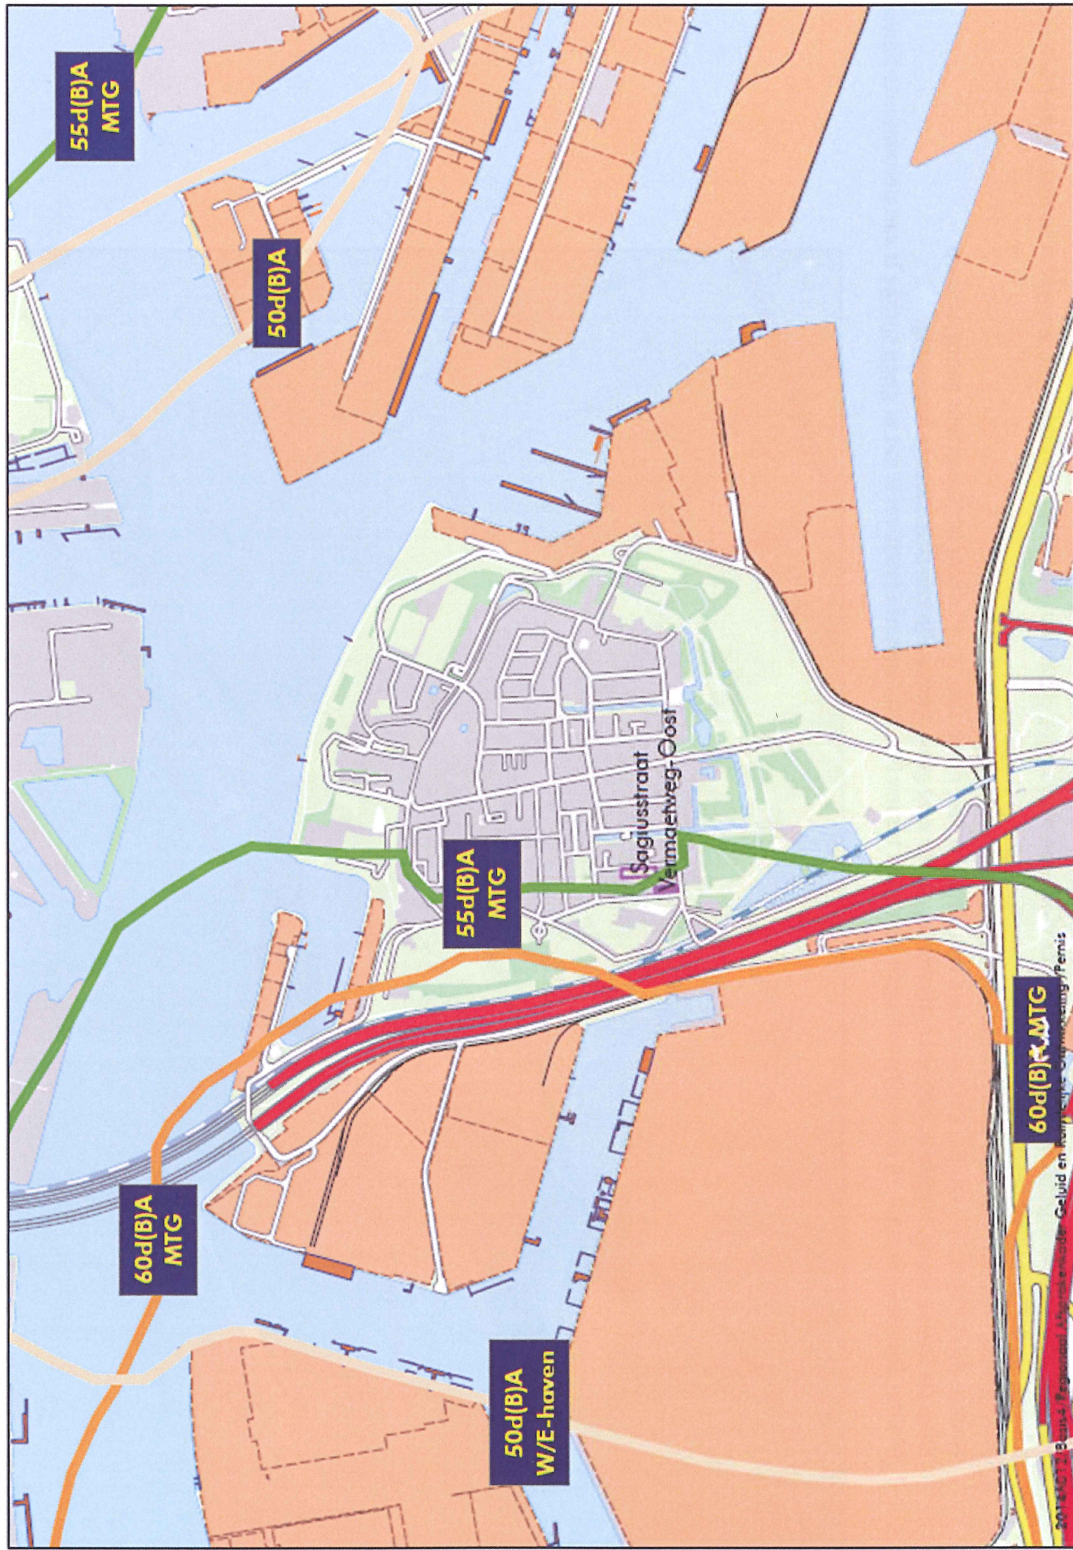 55d(B)A
MTG
50d(B)A
Sagiusstraat
Vermaetweg-Oost
55d(B)A
MTG
60d(B)A MTG
60d(B)A
MTG
50d(B)A
W/E-haven
Geluid en
/Pernis